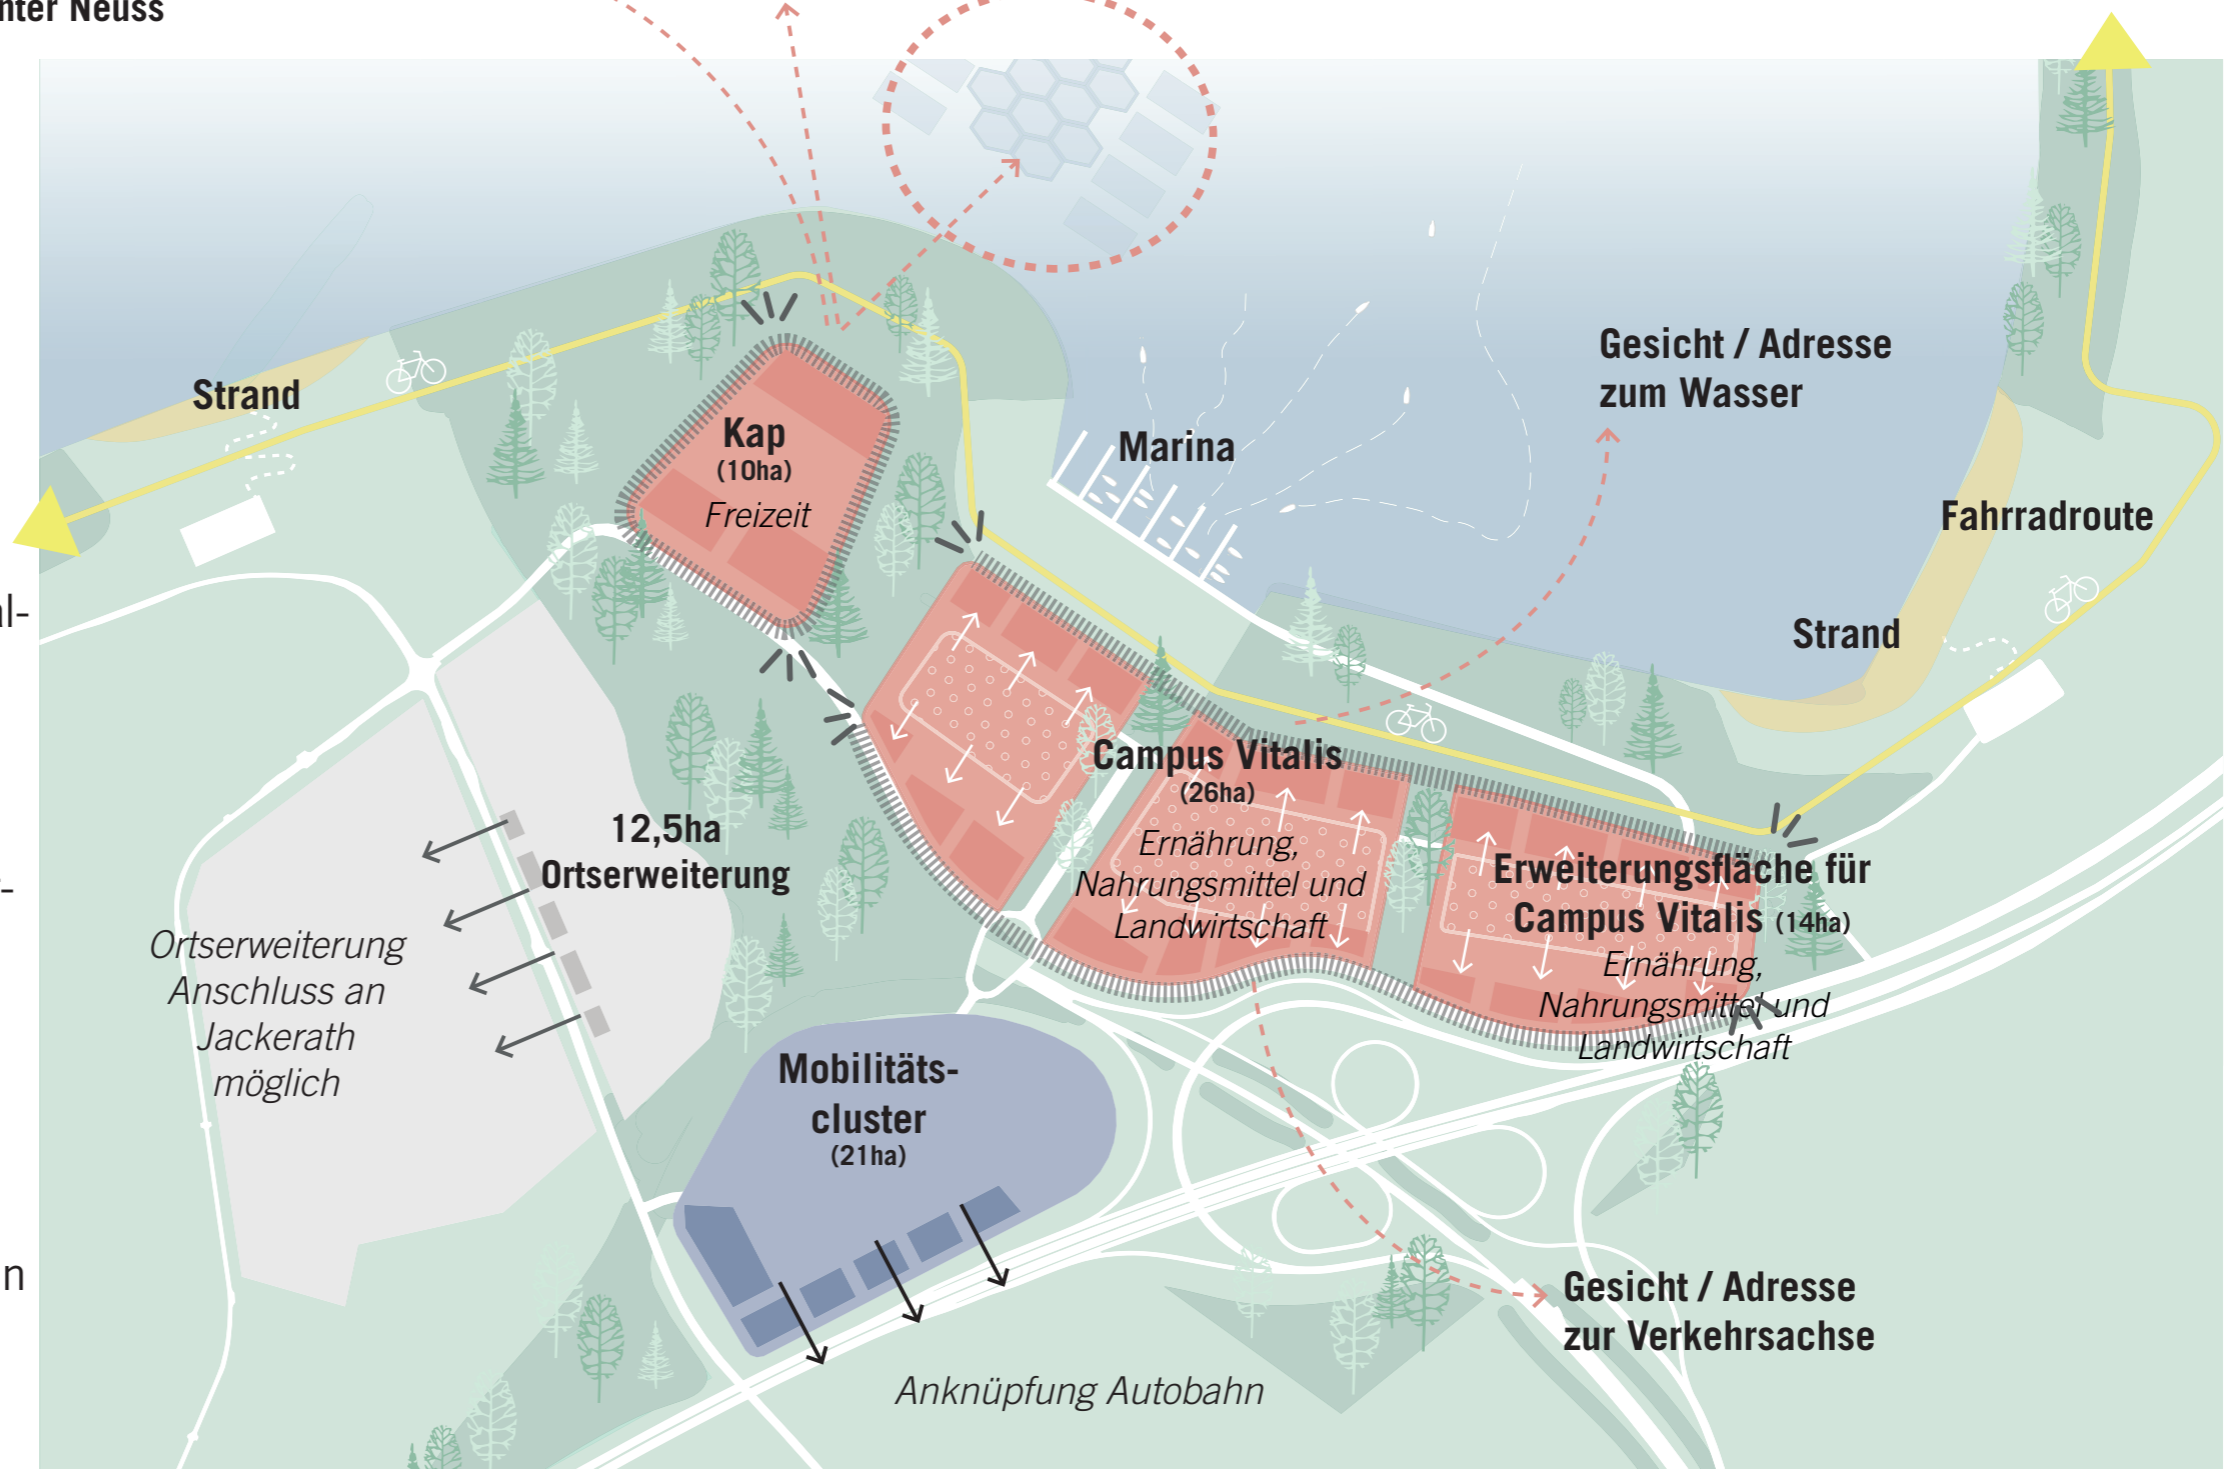 nter Neuss
Gesicht / Adresse
zum Wasser
Strand
Kap
(10ha)
Freizeit
Marina
Fahrradroute
al-
Strand
Campus Vitalis
(26ha)
Ernährung,
Nahrungsmittel und
Landwirtschaft
12,5ha
Ortserweiterung
Erweiterungsfläche für
Campus Vitalis (14ha)
Ernährung,
Nahrungsmittel und
Landwirtschaft
Ortserweiterung
Anschluss an
Jackerath
möglich
Mobilitäts-
cluster
(21ha)
n
Gesicht / Adresse
zur Verkehrsachse
Anknüpfung Autobahn